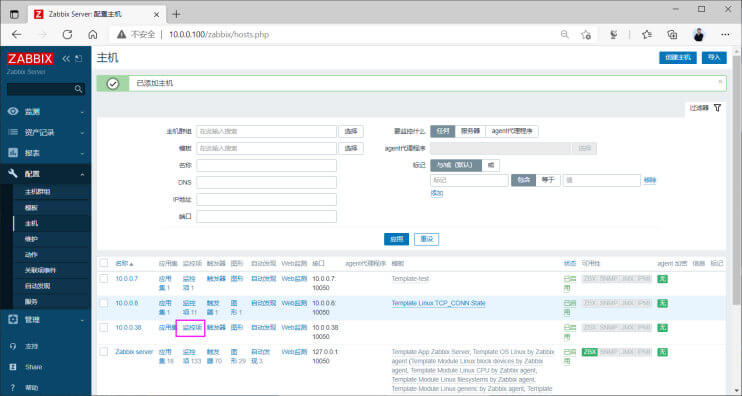 Zabbix Server: 配置主机
不安全 | 10.0.0.100/zabbix/hosts.php
ZABBIX
Zabbix Server
监测
资产记录
报表
配置
主机群组
模板
主机
维护
动作
关联项事件
自动发现
服务
管理
支持
Share
帮助
主机
创建主机 导入
已添加主机
过滤器
主机群组 在此输入搜索 选择
模板 在此输入搜索 选择
名称
DNS
IP地址
端口
要监控什么 任何 服务器 agent代理程序
agent代理程序 选择
标记 与/或（默认） 或
标记 包含 等于 值 移除
添加
应用 重设
名称 应用集 监控项 触发器 图形 自动发现 Web监测 接口 agent代理程序 模板 状态 可用性 agent 加密 信息 标记
10.0.0.7 应用集 1 监控项 1 触发器 图形 自动发现 Web监测 10.0.0.7: 10050 Template-test 已启用 ZBX SNMP JMX IPMI 无
10.0.0.8 应用集 1 监控项 11 触发器 1 图形 1 自动发现 Web监测 10.0.0.8: 10050 Template Linux TCP_CONN State 已启用 ZBX SNMP JMX IPMI 无
10.0.0.38 应用集 监控项 触发器 图形 自动发现 Web监测 10.0.0.38: 10050 已启用 ZBX SNMP JMX IPMI 无
Zabbix server 应用集 18 监控项 133 触发器 70 图形 29 自动发现 3 Web监测 127.0.0.1: 10050 已启用 ZBX SNMP JMX IPMI 无
Template App Zabbix Server, Template OS Linux by Zabbix
agent (Template Module Linux block devices by Zabbix agent,
Template Module Linux CPU by Zabbix agent,
Template Module Linux filesystems by Zabbix agent,
Template Module Linux generic by Zabbix agent, Template